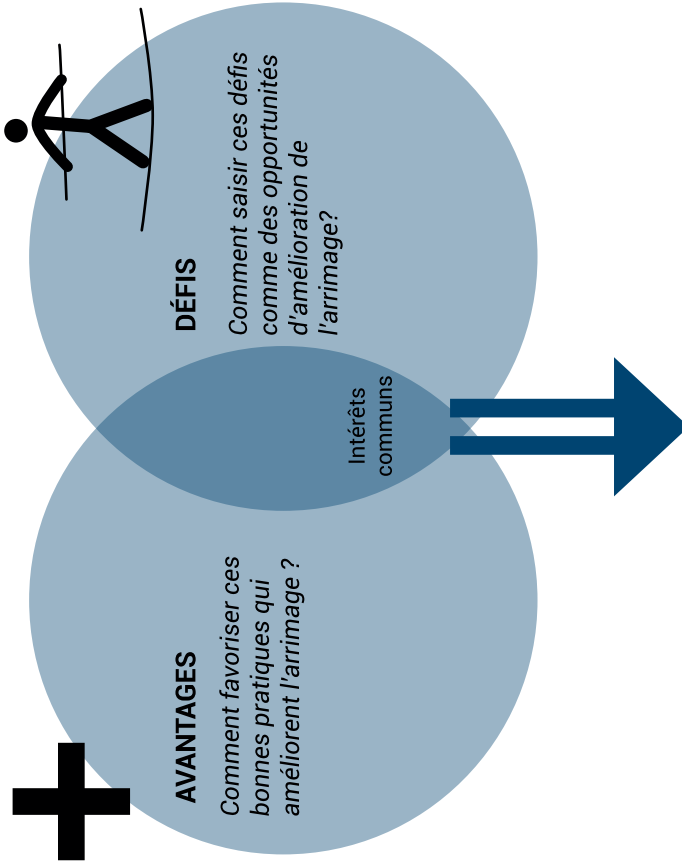 AVANTAGES
Comment favoriser ces
bonnes pratiques qui
améliorent l'arrimage ?
Intérêts
communs
DÉFIS
Comment saisir ces défis
comme des opportunités
d'amélioration de
l'arrimage?